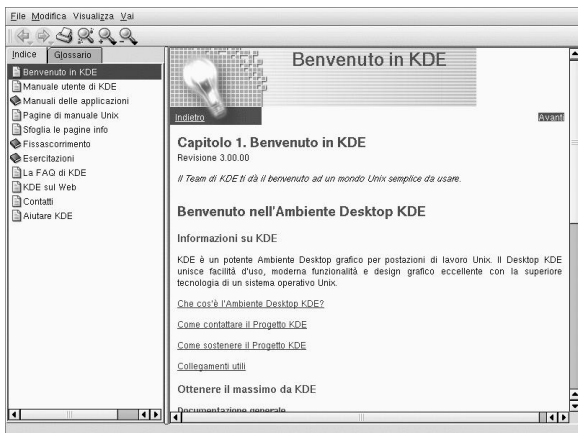 File Modifica Visualizza Vai
Indice Glossario
Benvenuto in KDE
Manuale utente di KDE
Manuali delle applicazioni
Pagine di manuale Unix
Sfoglia le pagine info
Fissascorrimento
Esercitazioni
La FAQ di KDE
KDE sul Web
Contatti
Aiutare KDE
Benvenuto in KDE
Indietro
Avanti
Capitolo 1. Benvenuto in KDE
Revisione 3.00.00
Il Team di KDE ti dà il benvenuto ad un mondo Unix semplice da usare.
Benvenuto nell'Ambiente Desktop KDE
Informazioni su KDE
KDE è un potente Ambiente Desktop grafico per postazioni di lavoro Unix. Il Desktop KDE
unisce facilità d'uso, moderna funzionalità e design grafico eccellente con la superiore
tecnologia di un sistema operativo Unix.
Che cos'è l'Ambiente Desktop KDE?
Come contattare il Progetto KDE
Come sostenere il Progetto KDE
Collegamenti utili
Ottenere il massimo da KDE
Documentazione generale